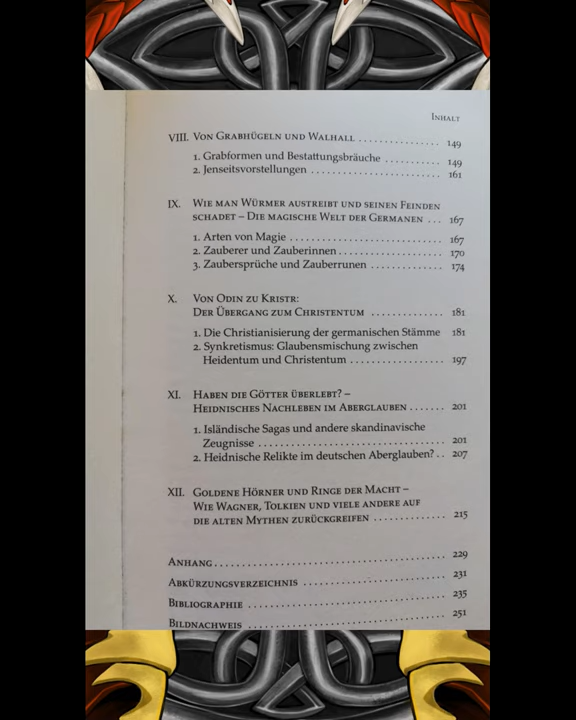 INHALT
VIII. VON GRABHÜGELN UND WALHALL ................ 149
1. Grabformen und Bestattungsbräuche ........... 149
2. Jenseitsvorstellungen ......................... 161
IX. WIE MAN WÜRMER AUSTREIBT UND SEINEN FEINDEN
SCHADET – DIE MAGISCHE WELT DER GERMANEN ... 167
1. Arten von Magie ............................. 167
2. Zauberer und Zauberinnen .................... 170
3. Zaubersprüche und Zauberrunen .............. 174
X. VON ODIN ZU KRISTR:
DER ÜBERGANG ZUM CHRISTENTUM .............. 181
1. Die Christianisierung der germanischen Stämme 181
2. Synkretismus: Glaubensmischung zwischen
Heidentum und Christentum ................... 197
XI. HABEN DIE GÖTTER ÜBERLEBT? –
HEIDNISCHES NACHLEBEN IM ABERGLAUBEN ....... 201
1. Isländische Sagas und andere skandinavische
Zeugnisse .................................... 201
2. Heidnische Relikte im deutschen Aberglauben? .. 207
XII. GOLDENE HÖRNER UND RINGE DER MACHT –
WIE WAGNER, TOLKIEN UND VIELE ANDERE AUF
DIE ALTEN MYTHEN ZURÜCKGREIFEN .............. 215
ANHANG ........................................ 229
ABKÜRZUNGSVERZEICHNIS ........................ 231
BIBLIOGRAPHIE .................................. 235
BILDNACHWEIS ................................... 251